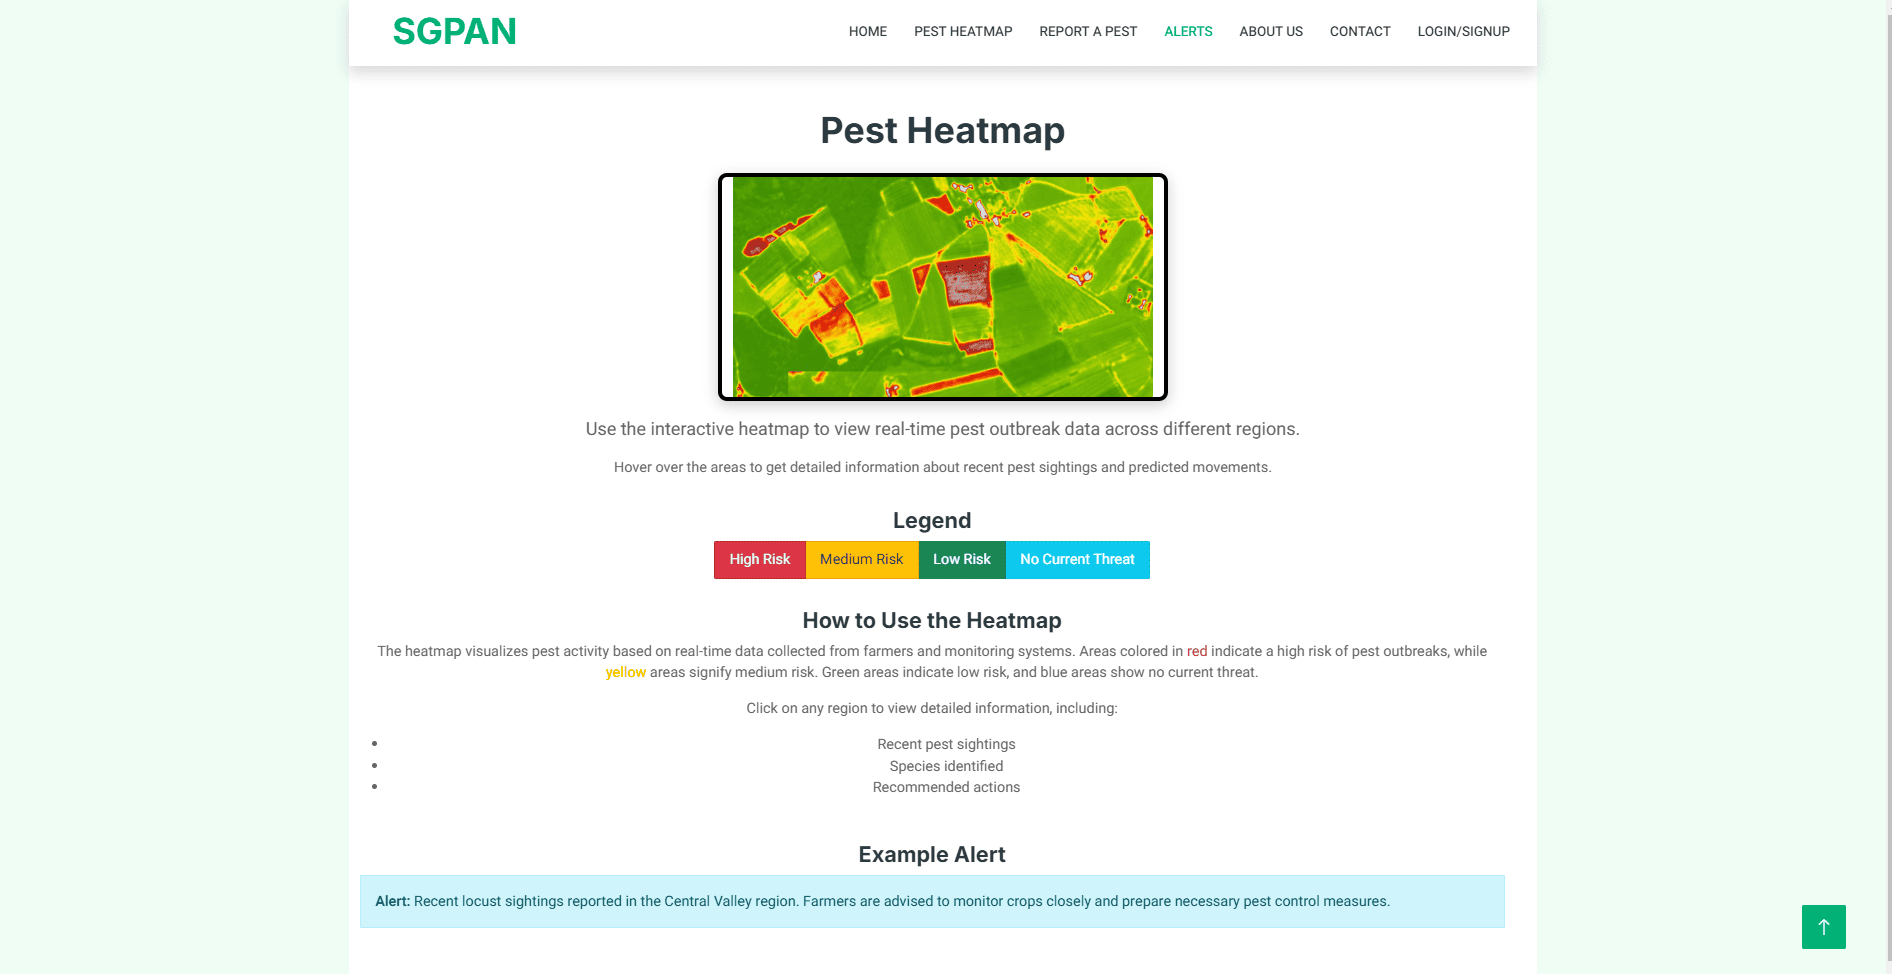 SGPAN
HOME PEST HEATMAP REPORT A PEST ALERTS ABOUT US CONTACT LOGIN/SIGNUP
Pest Heatmap
Use the interactive heatmap to view real-time pest outbreak data across different regions.
Hover over the areas to get detailed information about recent pest sightings and predicted movements.
Legend
High Risk Medium Risk Low Risk No Current Threat
How to Use the Heatmap
The heatmap visualizes pest activity based on real-time data collected from farmers and monitoring systems. Areas colored in red indicate a high risk of pest outbreaks, while
yellow areas signify medium risk. Green areas indicate low risk, and blue areas show no current threat.
Click on any region to view detailed information, including:
• Recent pest sightings
• Species identified
• Recommended actions
Example Alert
Alert: Recent locust sightings reported in the Central Valley region. Farmers are advised to monitor crops closely and prepare necessary pest control measures.